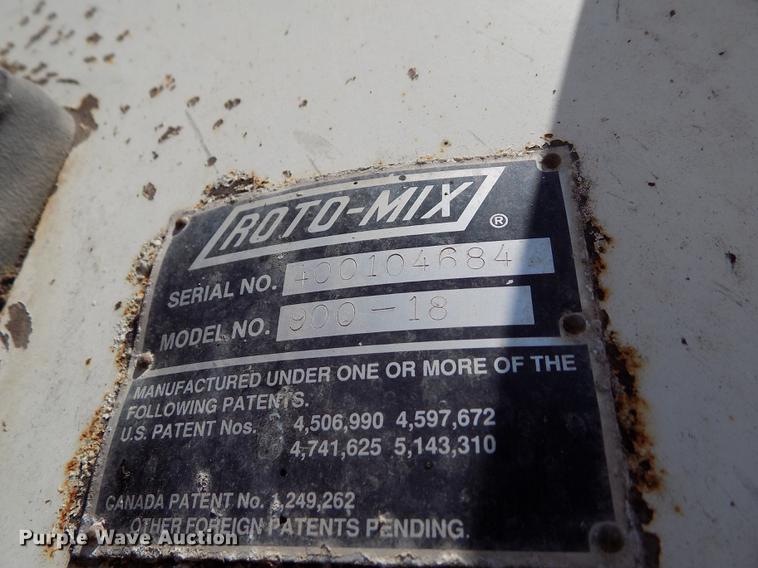 ROTO-MIX ®
SERIAL NO. 400104684
MODEL NO. 900-18
MANUFACTURED UNDER ONE OR MORE OF THE
FOLLOWING PATENTS.
U.S. PATENT Nos. 4,506,990 4,597,672
4,741,625 5,143,310
CANADA PATENT No. 1,249,262
OTHER FOREIGN PATENTS PENDING.
Purple Wave Auction